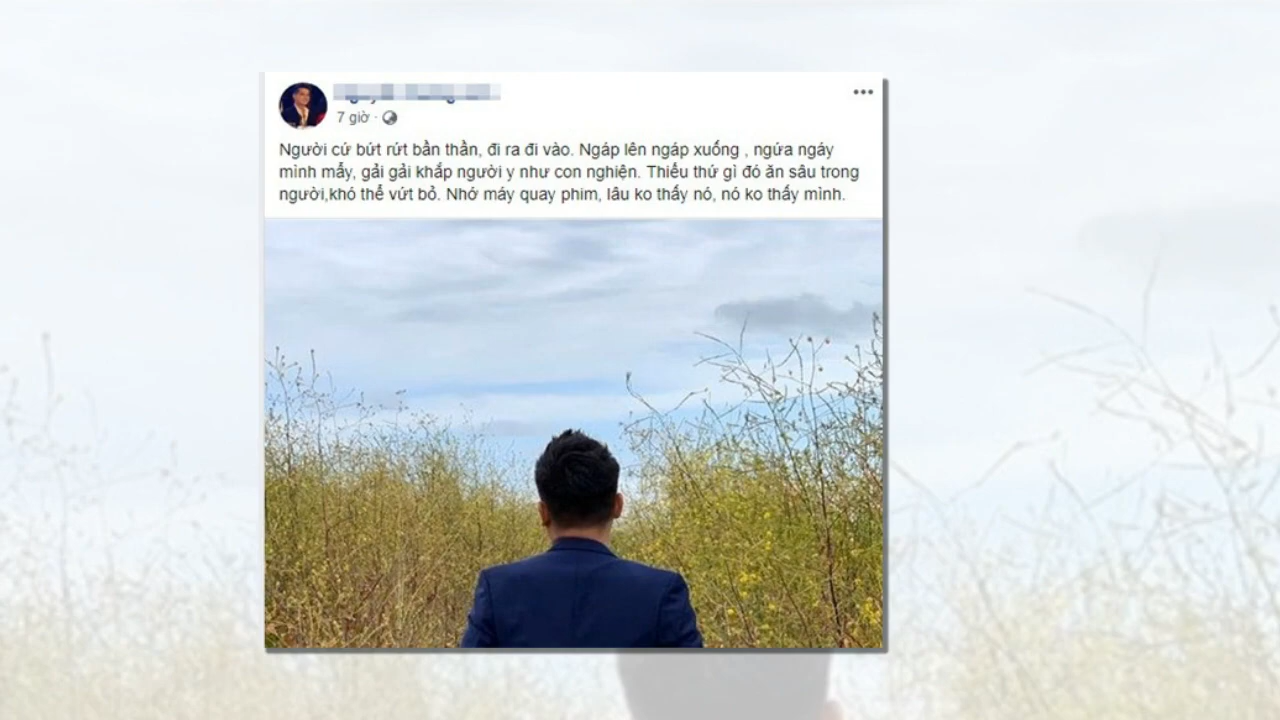 7 giờ ·
Người cứ bứt rứt bần thần, đi ra đi vào. Ngáp lên ngáp xuống , ngứa ngáy
mình mẩy, gải gải khắp người y như con nghiện. Thiếu thứ gì đó ăn sâu trong
người,khó thể vứt bỏ. Nhớ máy quay phim, lâu ko thấy nó, nó ko thấy mình.